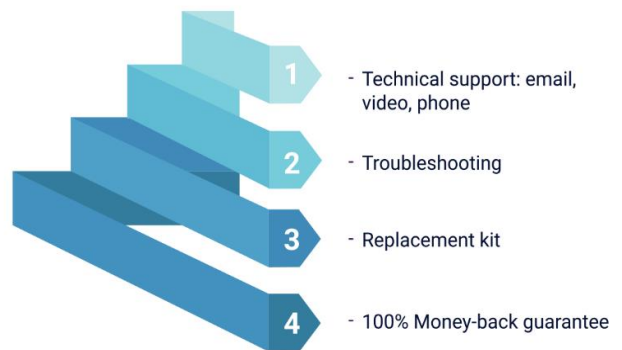 1
- Technical support: email,
video, phone
2
- Troubleshooting
3
- Replacement kit
4
- 100% Money-back guarantee